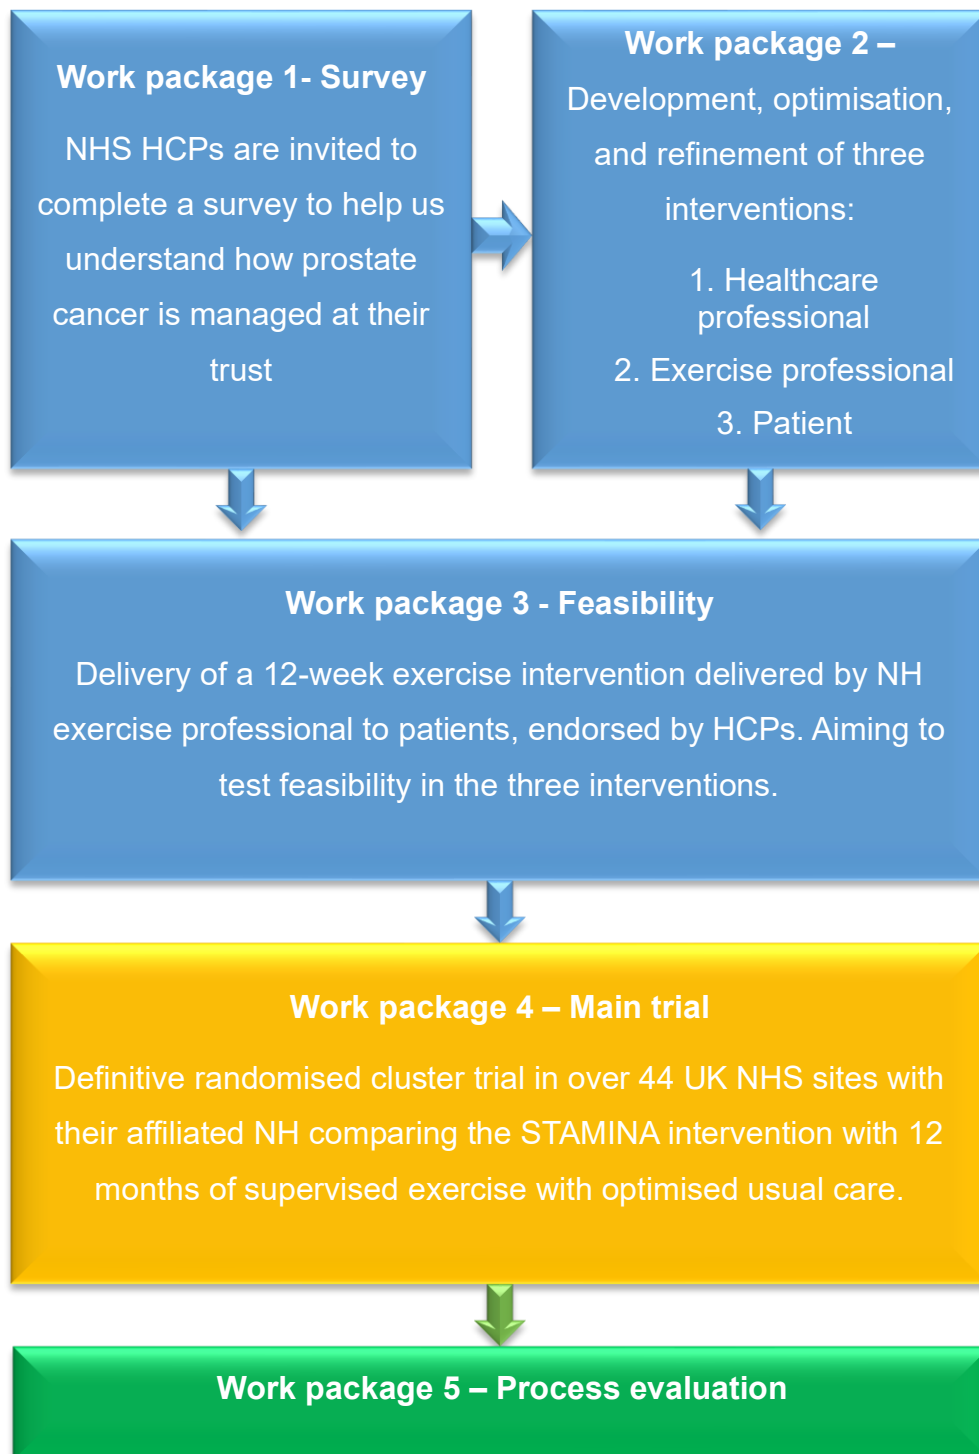 Work package 1- Survey
NHS HCPs are invited to
complete a survey to help us
understand how prostate
cancer is managed at their
trust
Work package 2 –
Development, optimisation,
and refinement of three
interventions:
1. Healthcare
professional
2. Exercise professional
3. Patient
Work package 3 - Feasibility
Delivery of a 12-week exercise intervention delivered by NH
exercise professional to patients, endorsed by HCPs. Aiming to
test feasibility in the three interventions.
Work package 4 – Main trial
Definitive randomised cluster trial in over 44 UK NHS sites with
their affiliated NH comparing the STAMINA intervention with 12
months of supervised exercise with optimised usual care.
Work package 5 – Process evaluation